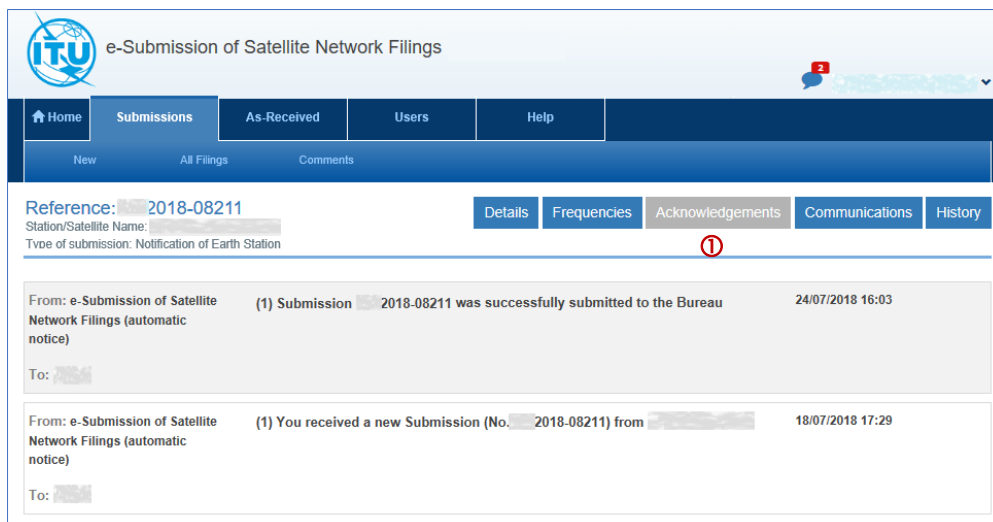 ITU
e-Submission of Satellite Network Filings
2
Home Submissions As-Received Users Help
New All Filings Comments
Reference: 2018-08211
Details Frequencies Acknowledgements Communications History
Station/Satellite Name:
Type of submission: Notification of Earth Station
①
From: e-Submission of Satellite (1) Submission 2018-08211 was successfully submitted to the Bureau 24/07/2018 16:03
Network Filings (automatic
notice)
To:
From: e-Submission of Satellite (1) You received a new Submission (No. 2018-08211) from 18/07/2018 17:29
Network Filings (automatic
notice)
To: